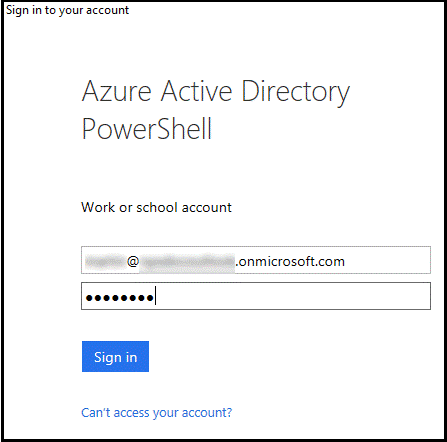 Sign in to your account
Azure Active Directory
PowerShell
Work or school account
@ .onmicrosoft.com
●●●●●●●●
Sign in
Can't access your account?